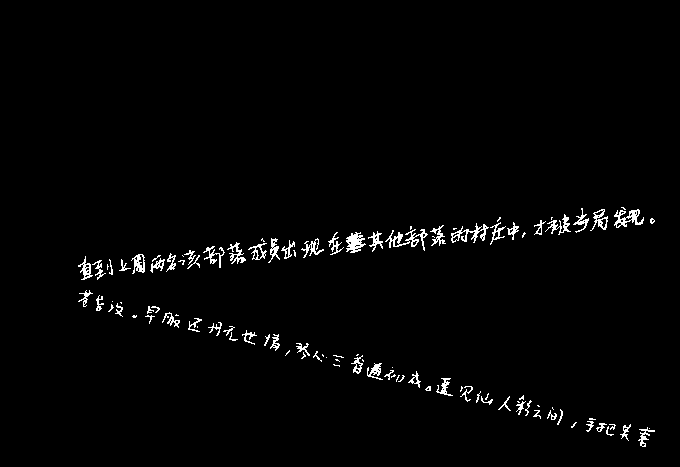 直到上周两名该部落成员出现在其他部落的村庄中,才被当局发现。
苍苔没。早服还丹无世情,琴心三叠道初成。遥见仙人彩云间,手把芙蓉